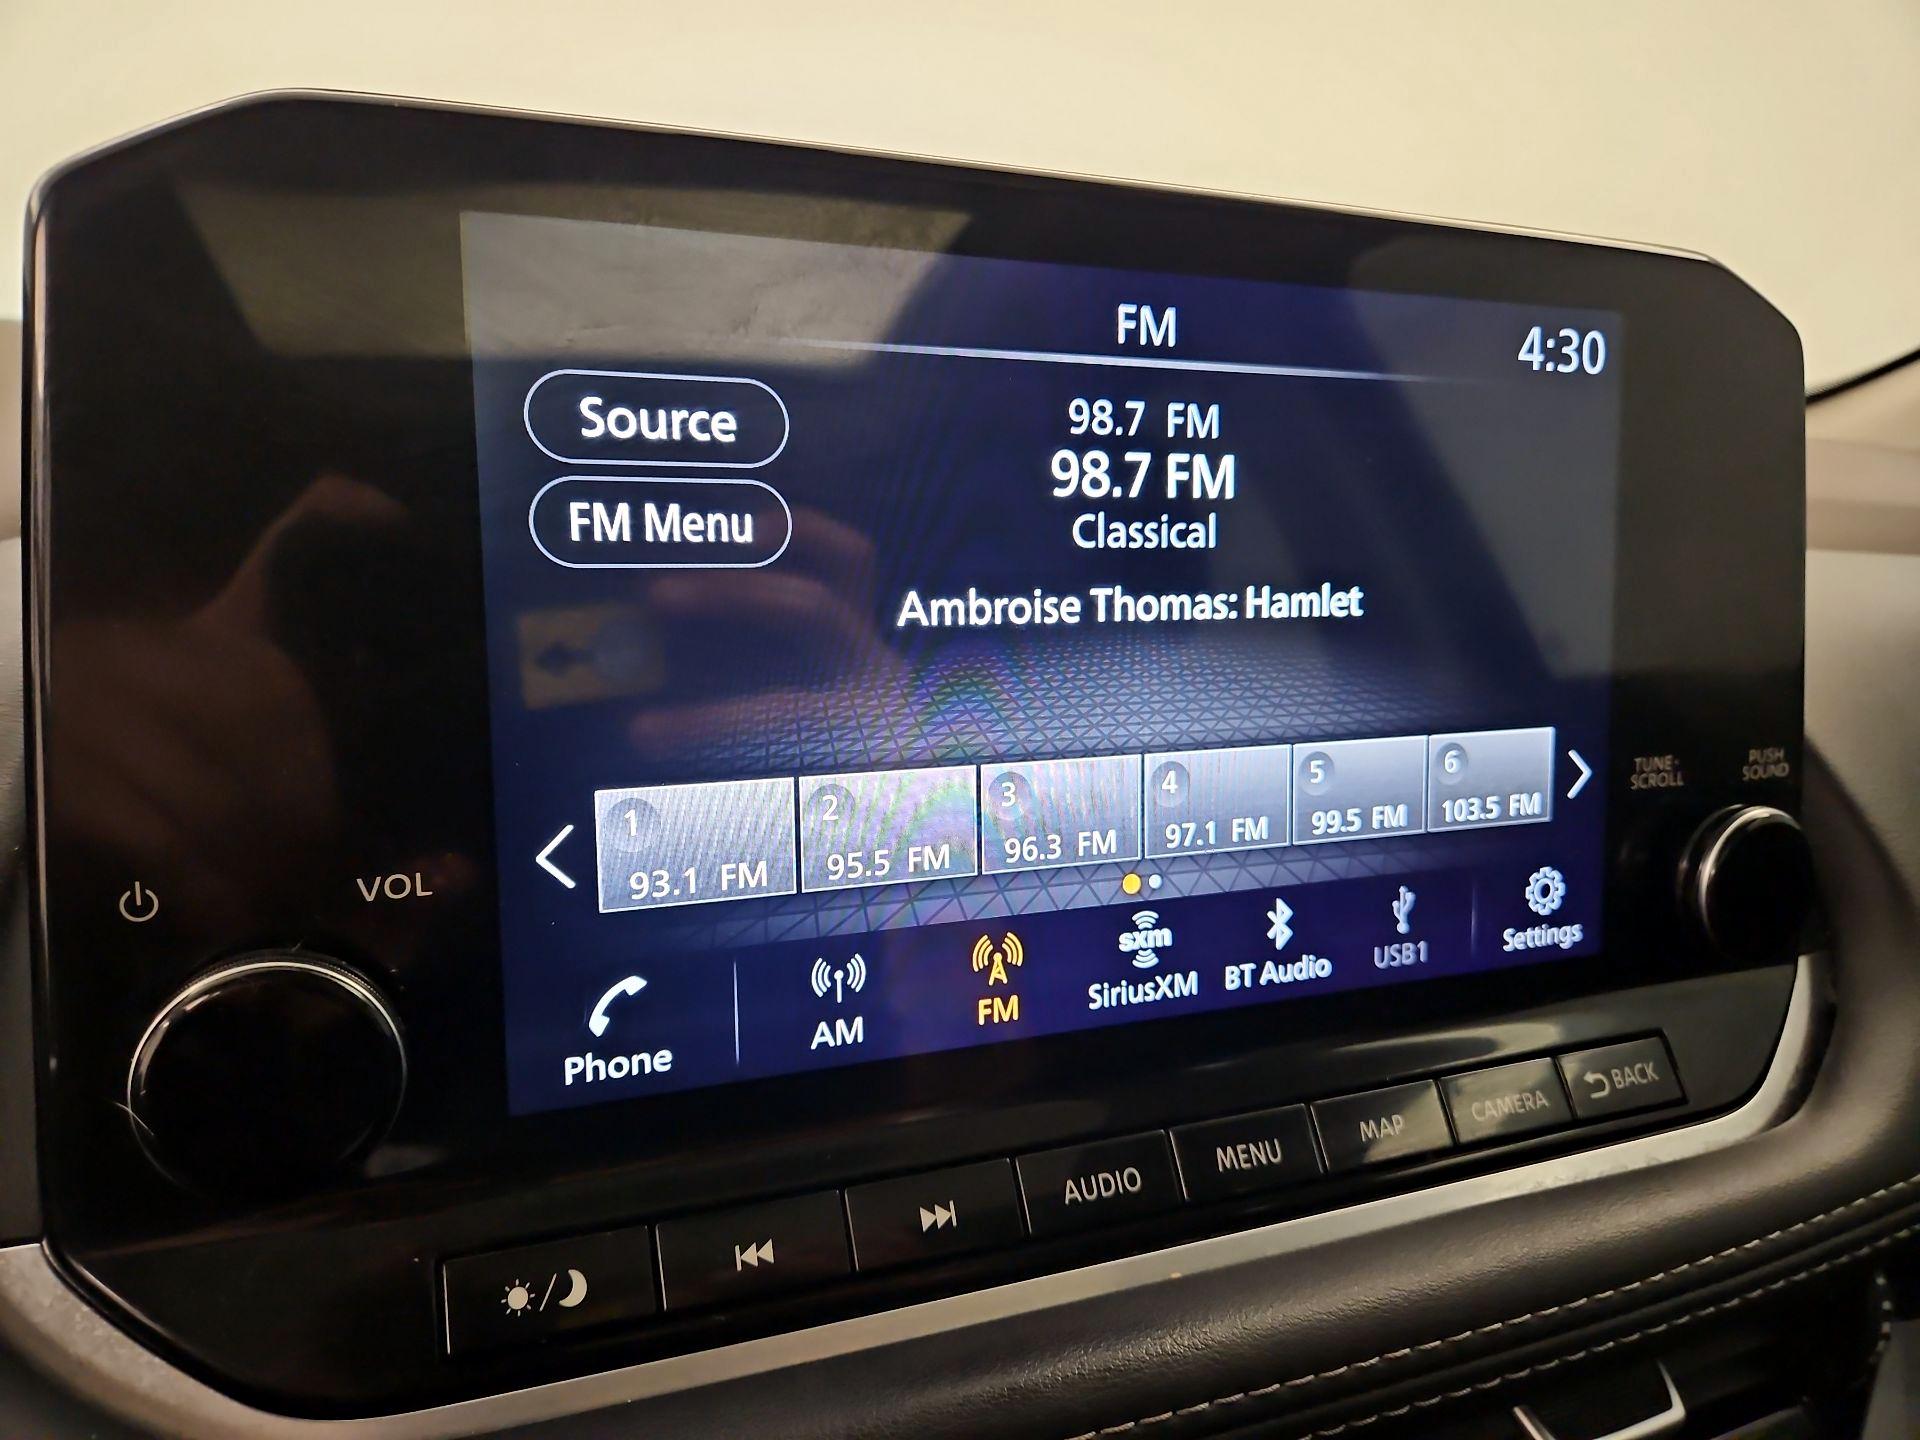 FM
4:30
Source
98.7 FM
98.7 FM
FM Menu
Classical
Ambroise Thomas: Hamlet
1
93.1 FM
2
95.5 FM
3
96.3 FM
4
97.1 FM
5
99.5 FM
6
103.5 FM
TUNE·
SCROLL
PUSH
SOUND
VOL
Phone
AM
FM
sxm
SiriusXM
BT Audio
USB1
Settings
AUDIO
MENU
MAP
CAMERA
BACK